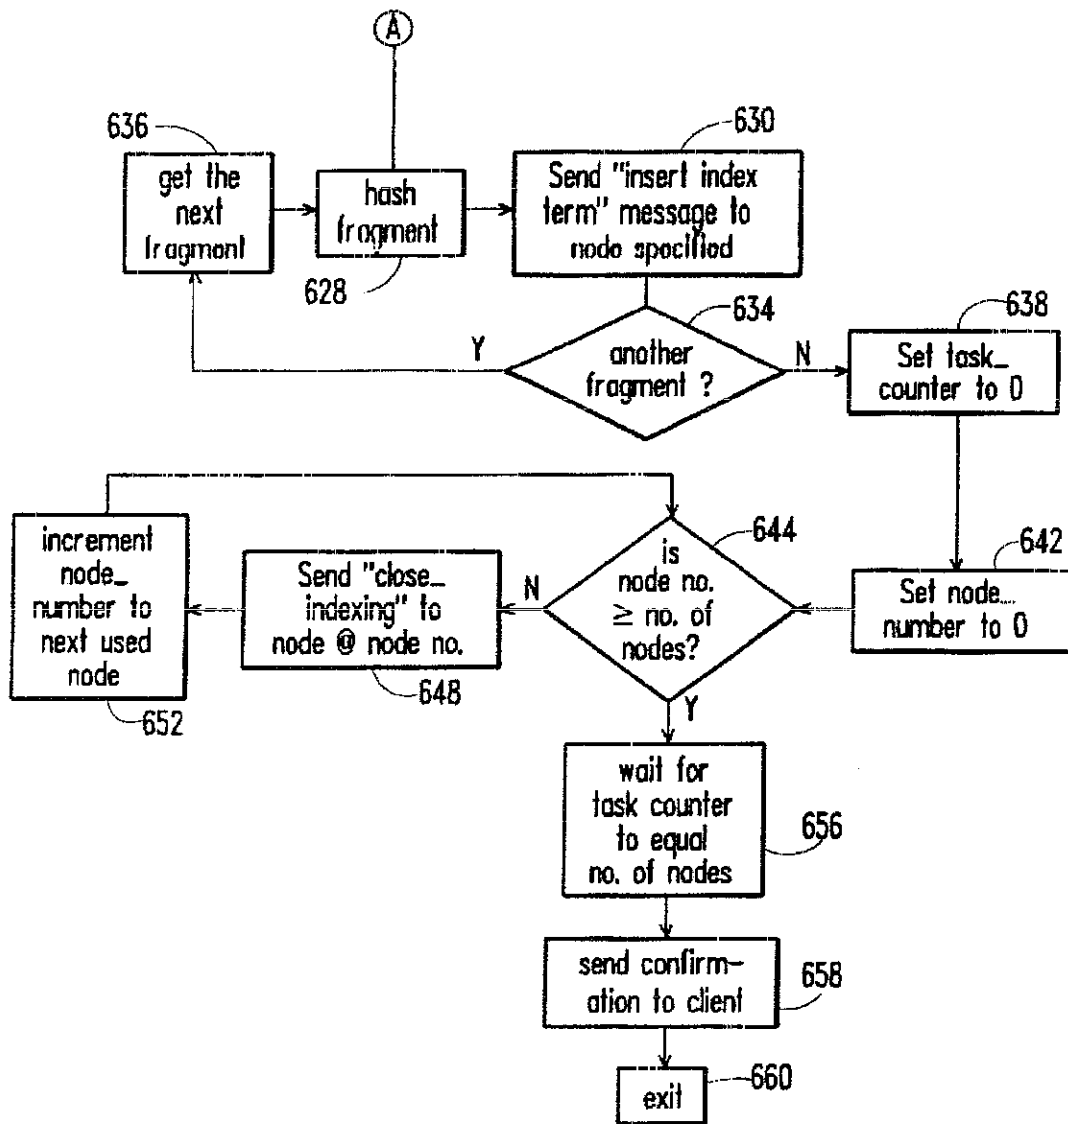 A
636
get the
next
fragment
hash
fragment
628
630
Send "insert index
term" message to
node specified
634
another
fragment ?
Y
N
638
Set task_
counter to 0
642
Set node_
number to 0
644
is
node no.
≥ no. of
nodes?
N
Y
Send "close_
indexing" to
node @ node no.
648
increment
node_
number to
next used
node
652
wait for
task counter
to equal
no. of nodes
656
send confirm-
ation to client
658
exit
660